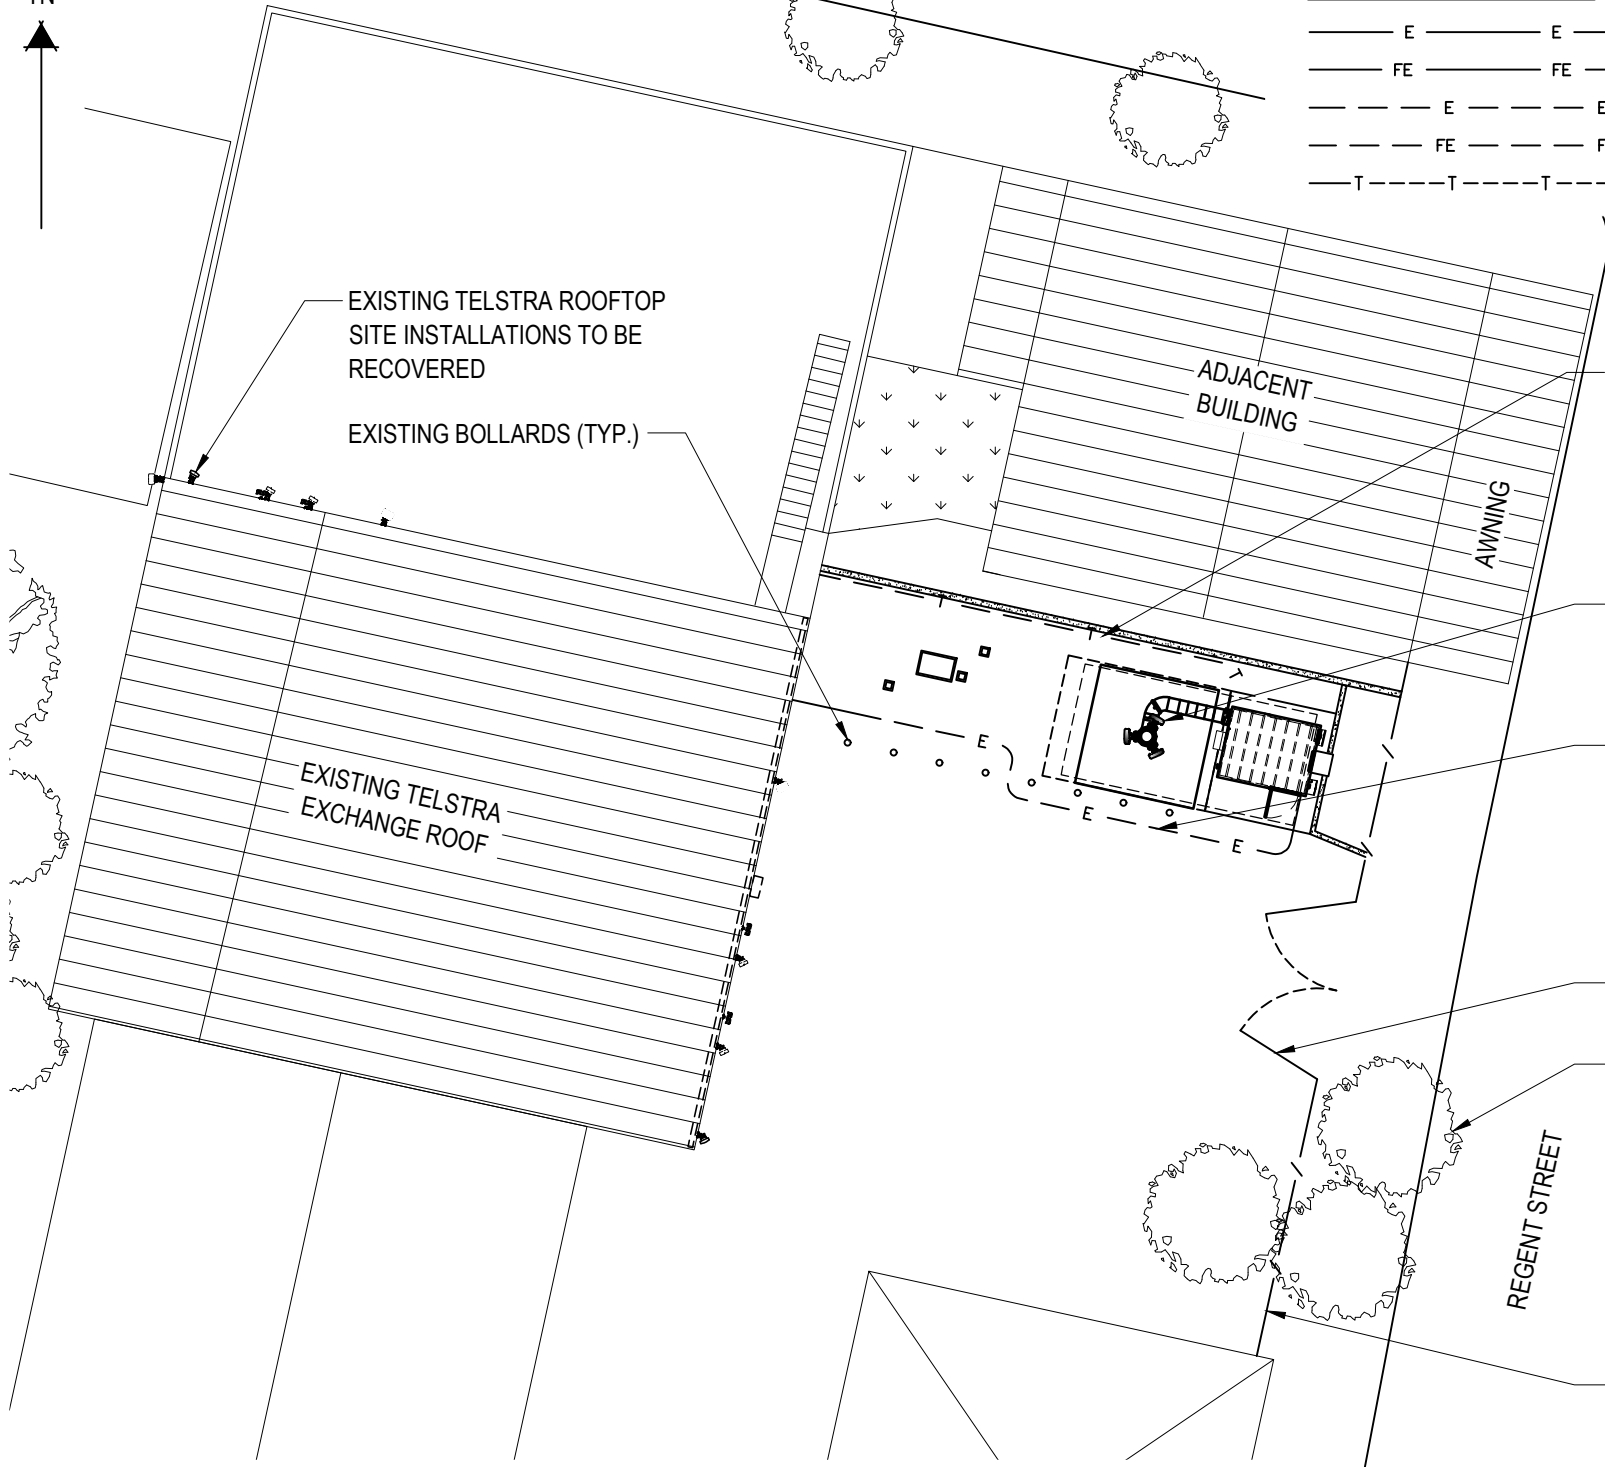 TN
E E
FE FE
E E
FE F
T T T
EXISTING TELSTRA ROOFTOP
SITE INSTALLATIONS TO BE
RECOVERED
EXISTING BOLLARDS (TYP.)
ADJACENT
BUILDING
AWNING
T
T
T
E
E
E
EXISTING TELSTRA
EXCHANGE ROOF
REGENT STREET